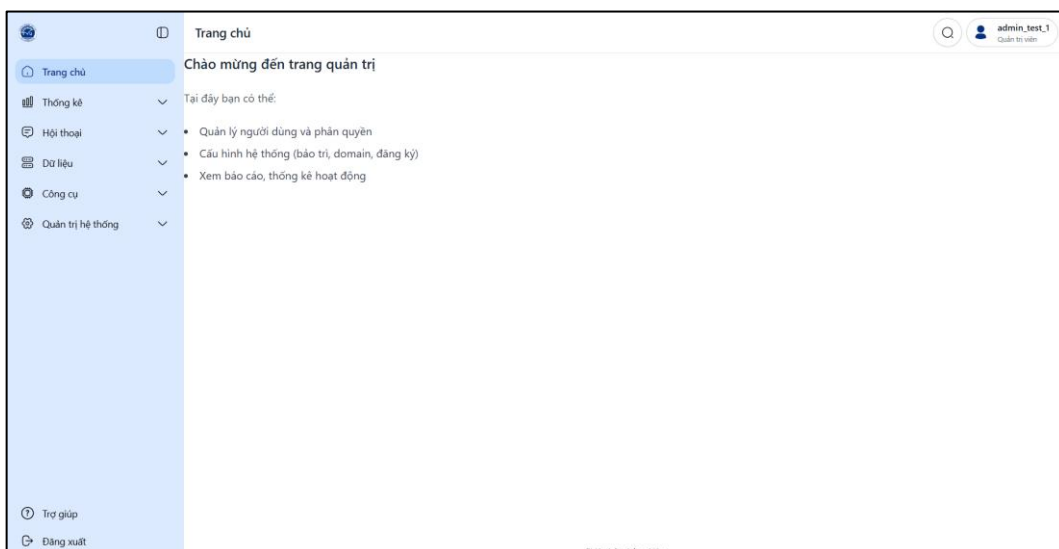 Trang chủ
admin_test_1
Quản trị viên
Trang chủ
Thống kê
Hội thoại
Dữ liệu
Công cụ
Quản trị hệ thống
Trợ giúp
Đăng xuất
Chào mừng đến trang quản trị
Tại đây bạn có thể:
Quản lý người dùng và phân quyền
Cấu hình hệ thống (bảo trì, domain, đăng ký)
Xem báo cáo, thống kê hoạt động